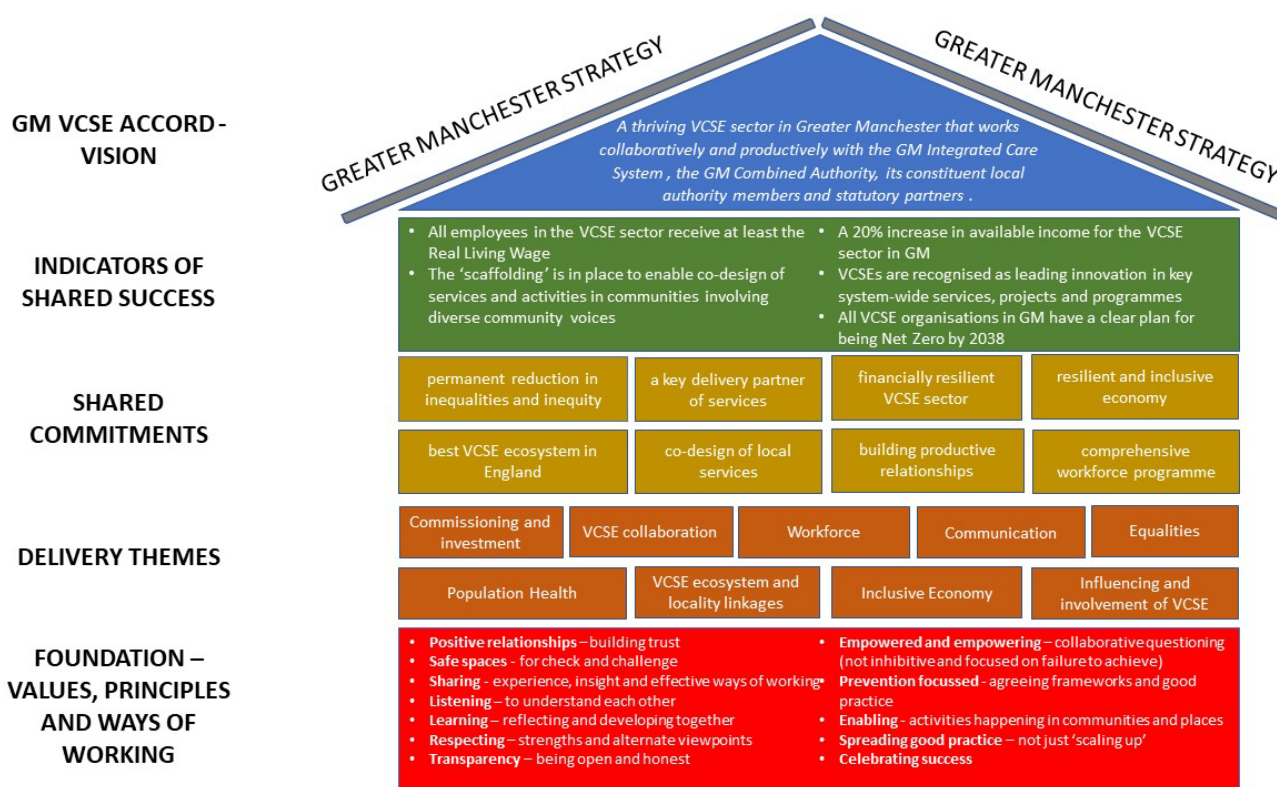 GREATER MANCHESTER STRATEGY
GREATER MANCHESTER STRATEGY
GM VCSE ACCORD -
VISION
A thriving VCSE sector in Greater Manchester that works
collaboratively and productively with the GM Integrated Care
System , the GM Combined Authority, its constituent local
authority members and statutory partners .
INDICATORS OF
SHARED SUCCESS
• All employees in the VCSE sector receive at least the
Real Living Wage
• The ‘scaffolding’ is in place to enable co-design of
services and activities in communities involving
diverse community voices
• A 20% increase in available income for the VCSE
sector in GM
• VCSEs are recognised as leading innovation in key
system-wide services, projects and programmes
• All VCSE organisations in GM have a clear plan for
being Net Zero by 2038
SHARED
COMMITMENTS
permanent reduction in
inequalities and inequity
a key delivery partner
of services
financially resilient
VCSE sector
resilient and inclusive
economy
best VCSE ecosystem in
England
co-design of local
services
building productive
relationships
comprehensive
workforce programme
DELIVERY THEMES
Commissioning and
investment
VCSE collaboration
Workforce
Communication
Equalities
Population Health
VCSE ecosystem and
locality linkages
Inclusive Economy
Influencing and
involvement of VCSE
FOUNDATION –
VALUES, PRINCIPLES
AND WAYS OF
WORKING
• Positive relationships – building trust
• Safe spaces - for check and challenge
• Sharing - experience, insight and effective ways of working
• Listening – to understand each other
• Learning – reflecting and developing together
• Respecting – strengths and alternate viewpoints
• Transparency – being open and honest
• Empowered and empowering – collaborative questioning
(not inhibitive and focused on failure to achieve)
• Prevention focussed - agreeing frameworks and good
practice
• Enabling - activities happening in communities and places
• Spreading good practice – not just ‘scaling up’
• Celebrating success